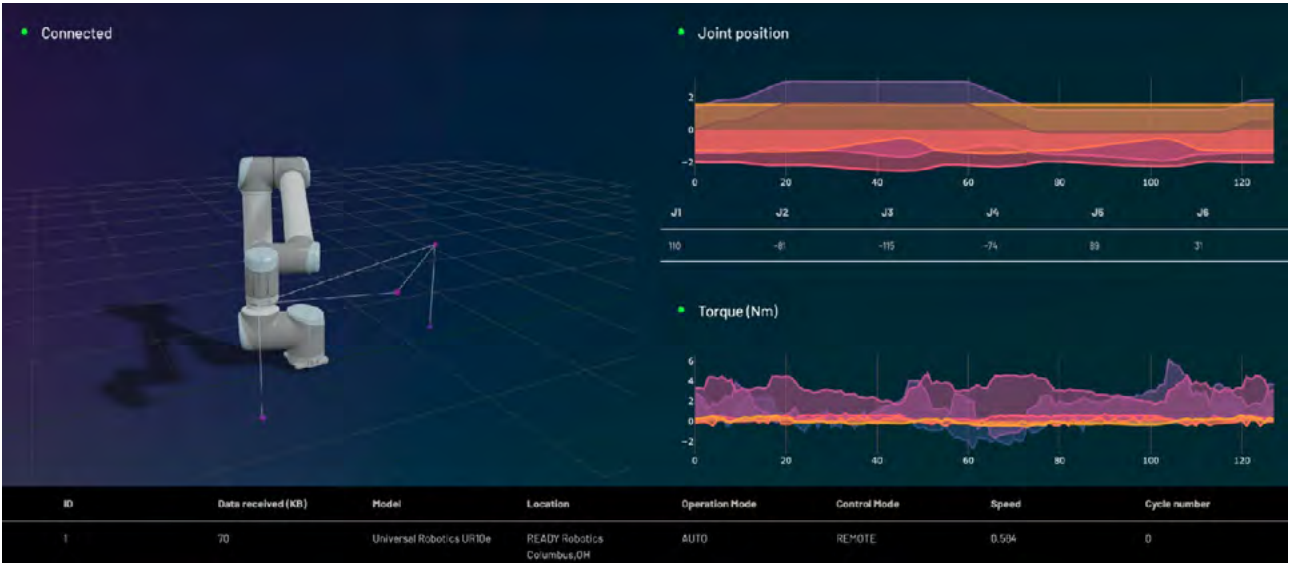 Connected
Joint position
2
0
-2
0 20 40 60 80 100 120
J1 J2 J3 J4 J5 J6
110 -81 -115 -74 89 31
Torque (Nm)
6
4
2
0
-2
0 20 40 60 80 100 120
ID Data received (KB) Model Location Operation Mode Control Mode Speed Cycle number
1 70 Universal Robotics UR10e READY Robotics AUTO REMOTE 0.584 0
Columbus,OH